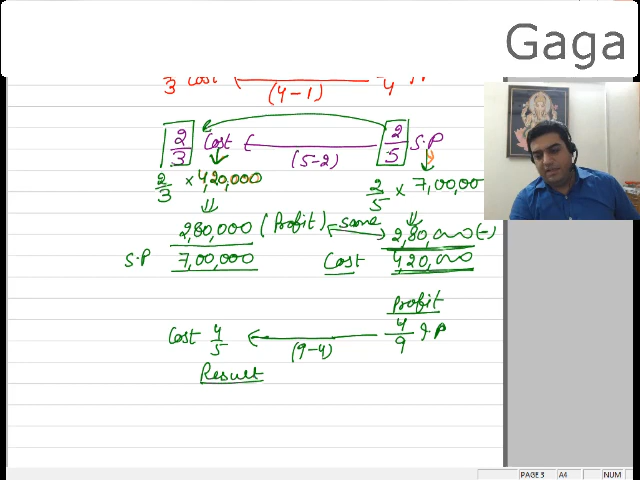 Gaga
3 Cost 4
(4-1)
2/3 Cost 2/5 S.P
(5-2)
2/3 × 4,20,000 2/5 × 7,00,00
2,80,000 (Profit) same 2,80,000 (-)
S.P 7,00,000 Cost 4,20,000
Profit
Cost 4/5 4/9 S.P
(9-4)
Result
PAGE 3 A4 NUM